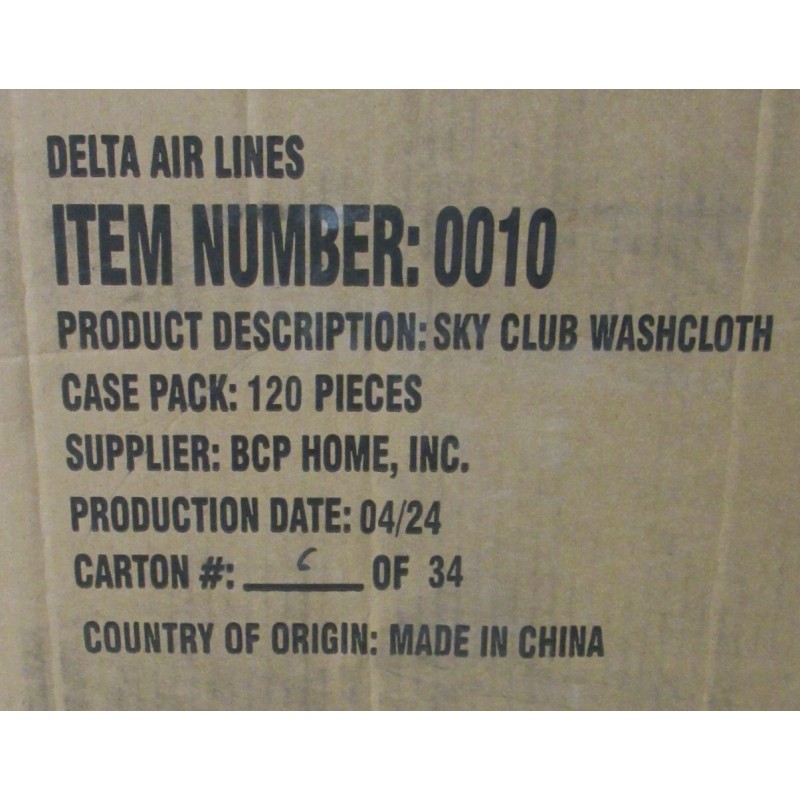 DELTA AIR LINES
ITEM NUMBER: 0010
PRODUCT DESCRIPTION: SKY CLUB WASHCLOTH
CASE PACK: 120 PIECES
SUPPLIER: BCP HOME, INC.
PRODUCTION DATE: 04/24
CARTON #: 6 OF 34
COUNTRY OF ORIGIN: MADE IN CHINA